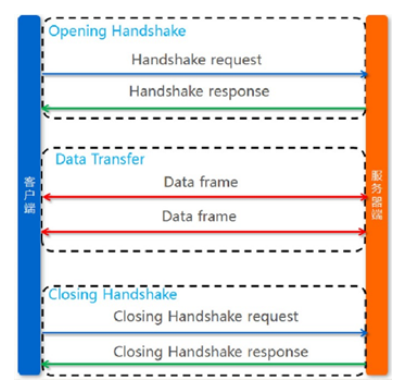 Opening Handshake
Handshake request
Handshake response
Data Transfer
Data frame
Data frame
客户端
服务器端
Closing Handshake
Closing Handshake request
Closing Handshake response